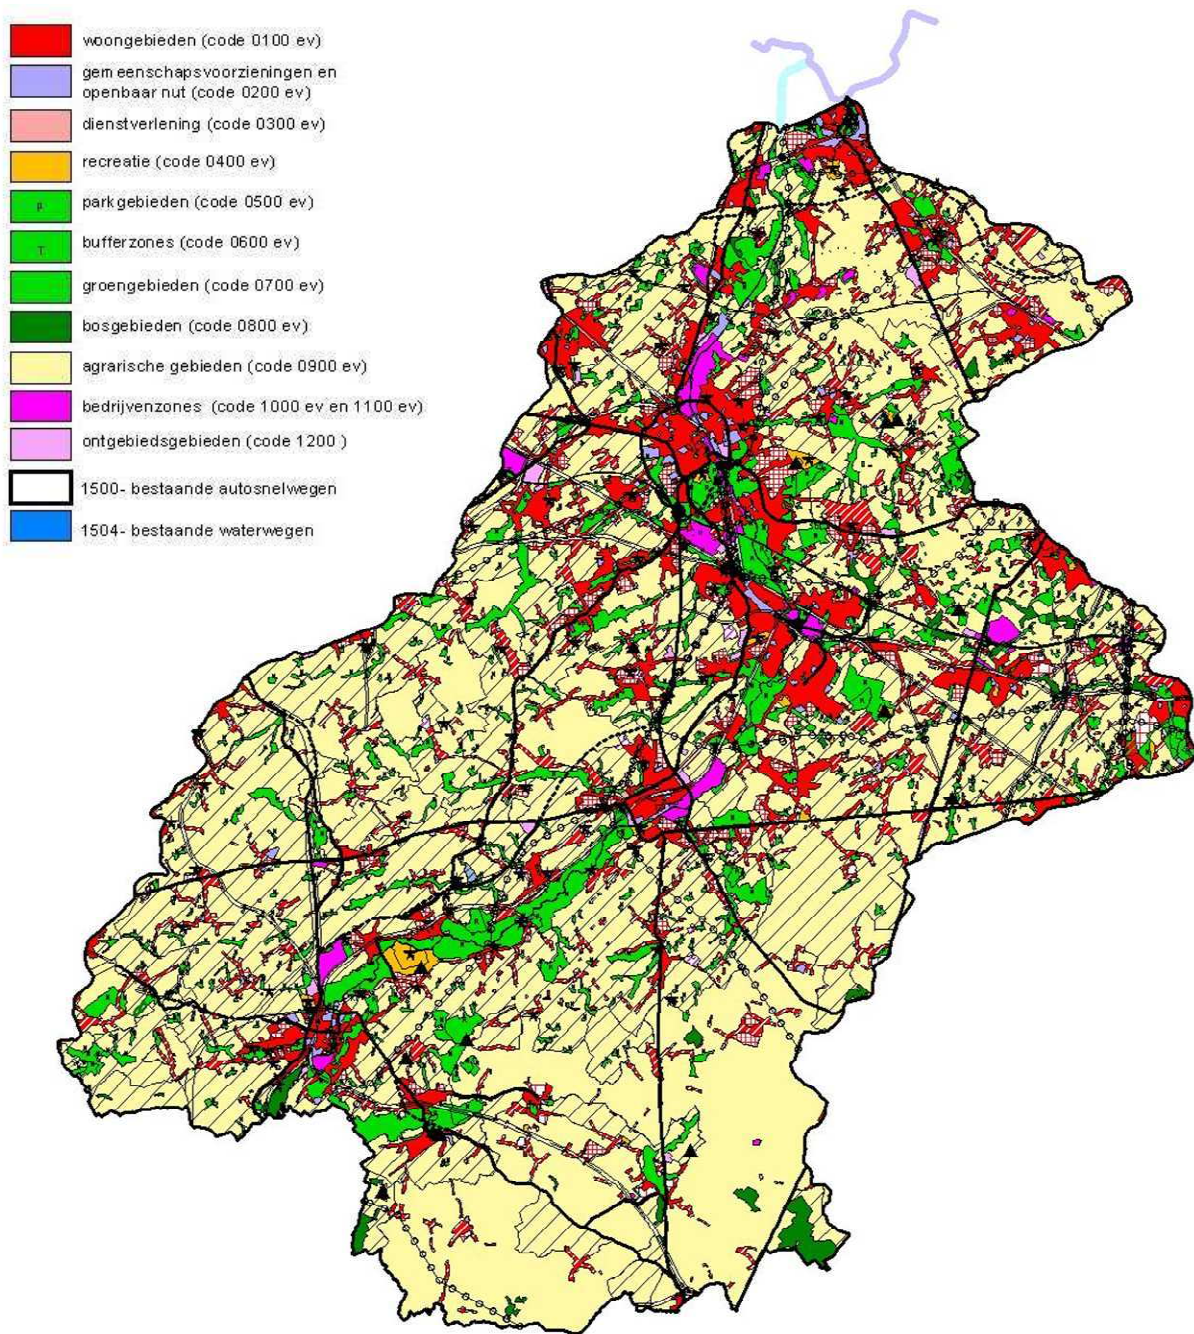 woongebieden (code 0100 ev)
gemeenschapsvoorzieningen en
openbaar nut (code 0200 ev)
dienstverlening (code 0300 ev)
recreatie (code 0400 ev)
parkgebieden (code 0500 ev)
bufferzones (code 0600 ev)
T
groengebieden (code 0700 ev)
bosgebieden (code 0800 ev)
agrarische gebieden (code 0900 ev)
bedrijvenzones (code 1000 ev en 1100 ev)
ontgebiedsgebieden (code 1200 )
1500- bestaande autosnelwegen
1504- bestaande waterwegen